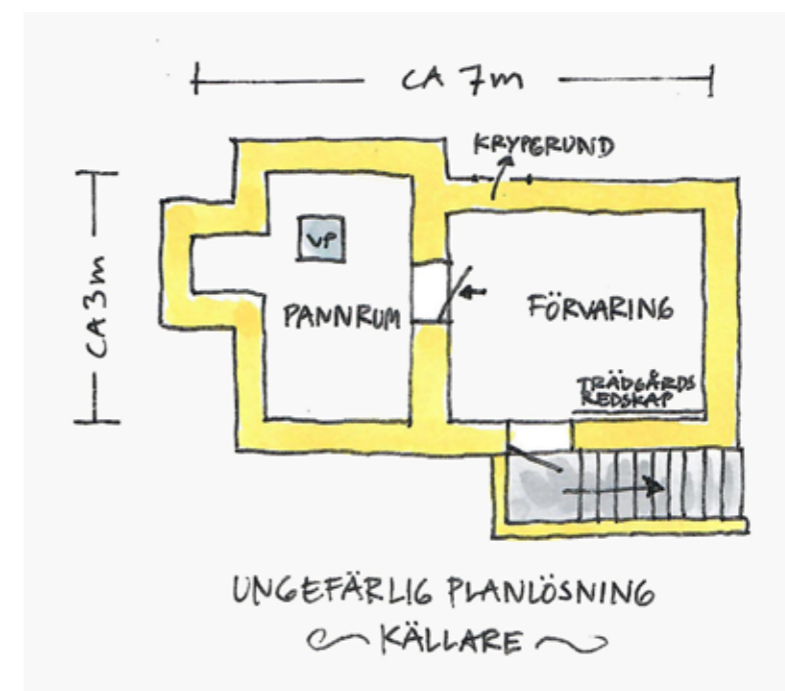 CA 7m
KRYPGRUND
CA 3m
VP
PANNRUM
FÖRVARING
TRÄDGÅRDS
REDSKAP
UNGEFÄRLIG PLANLÖSNING
KÄLLARE